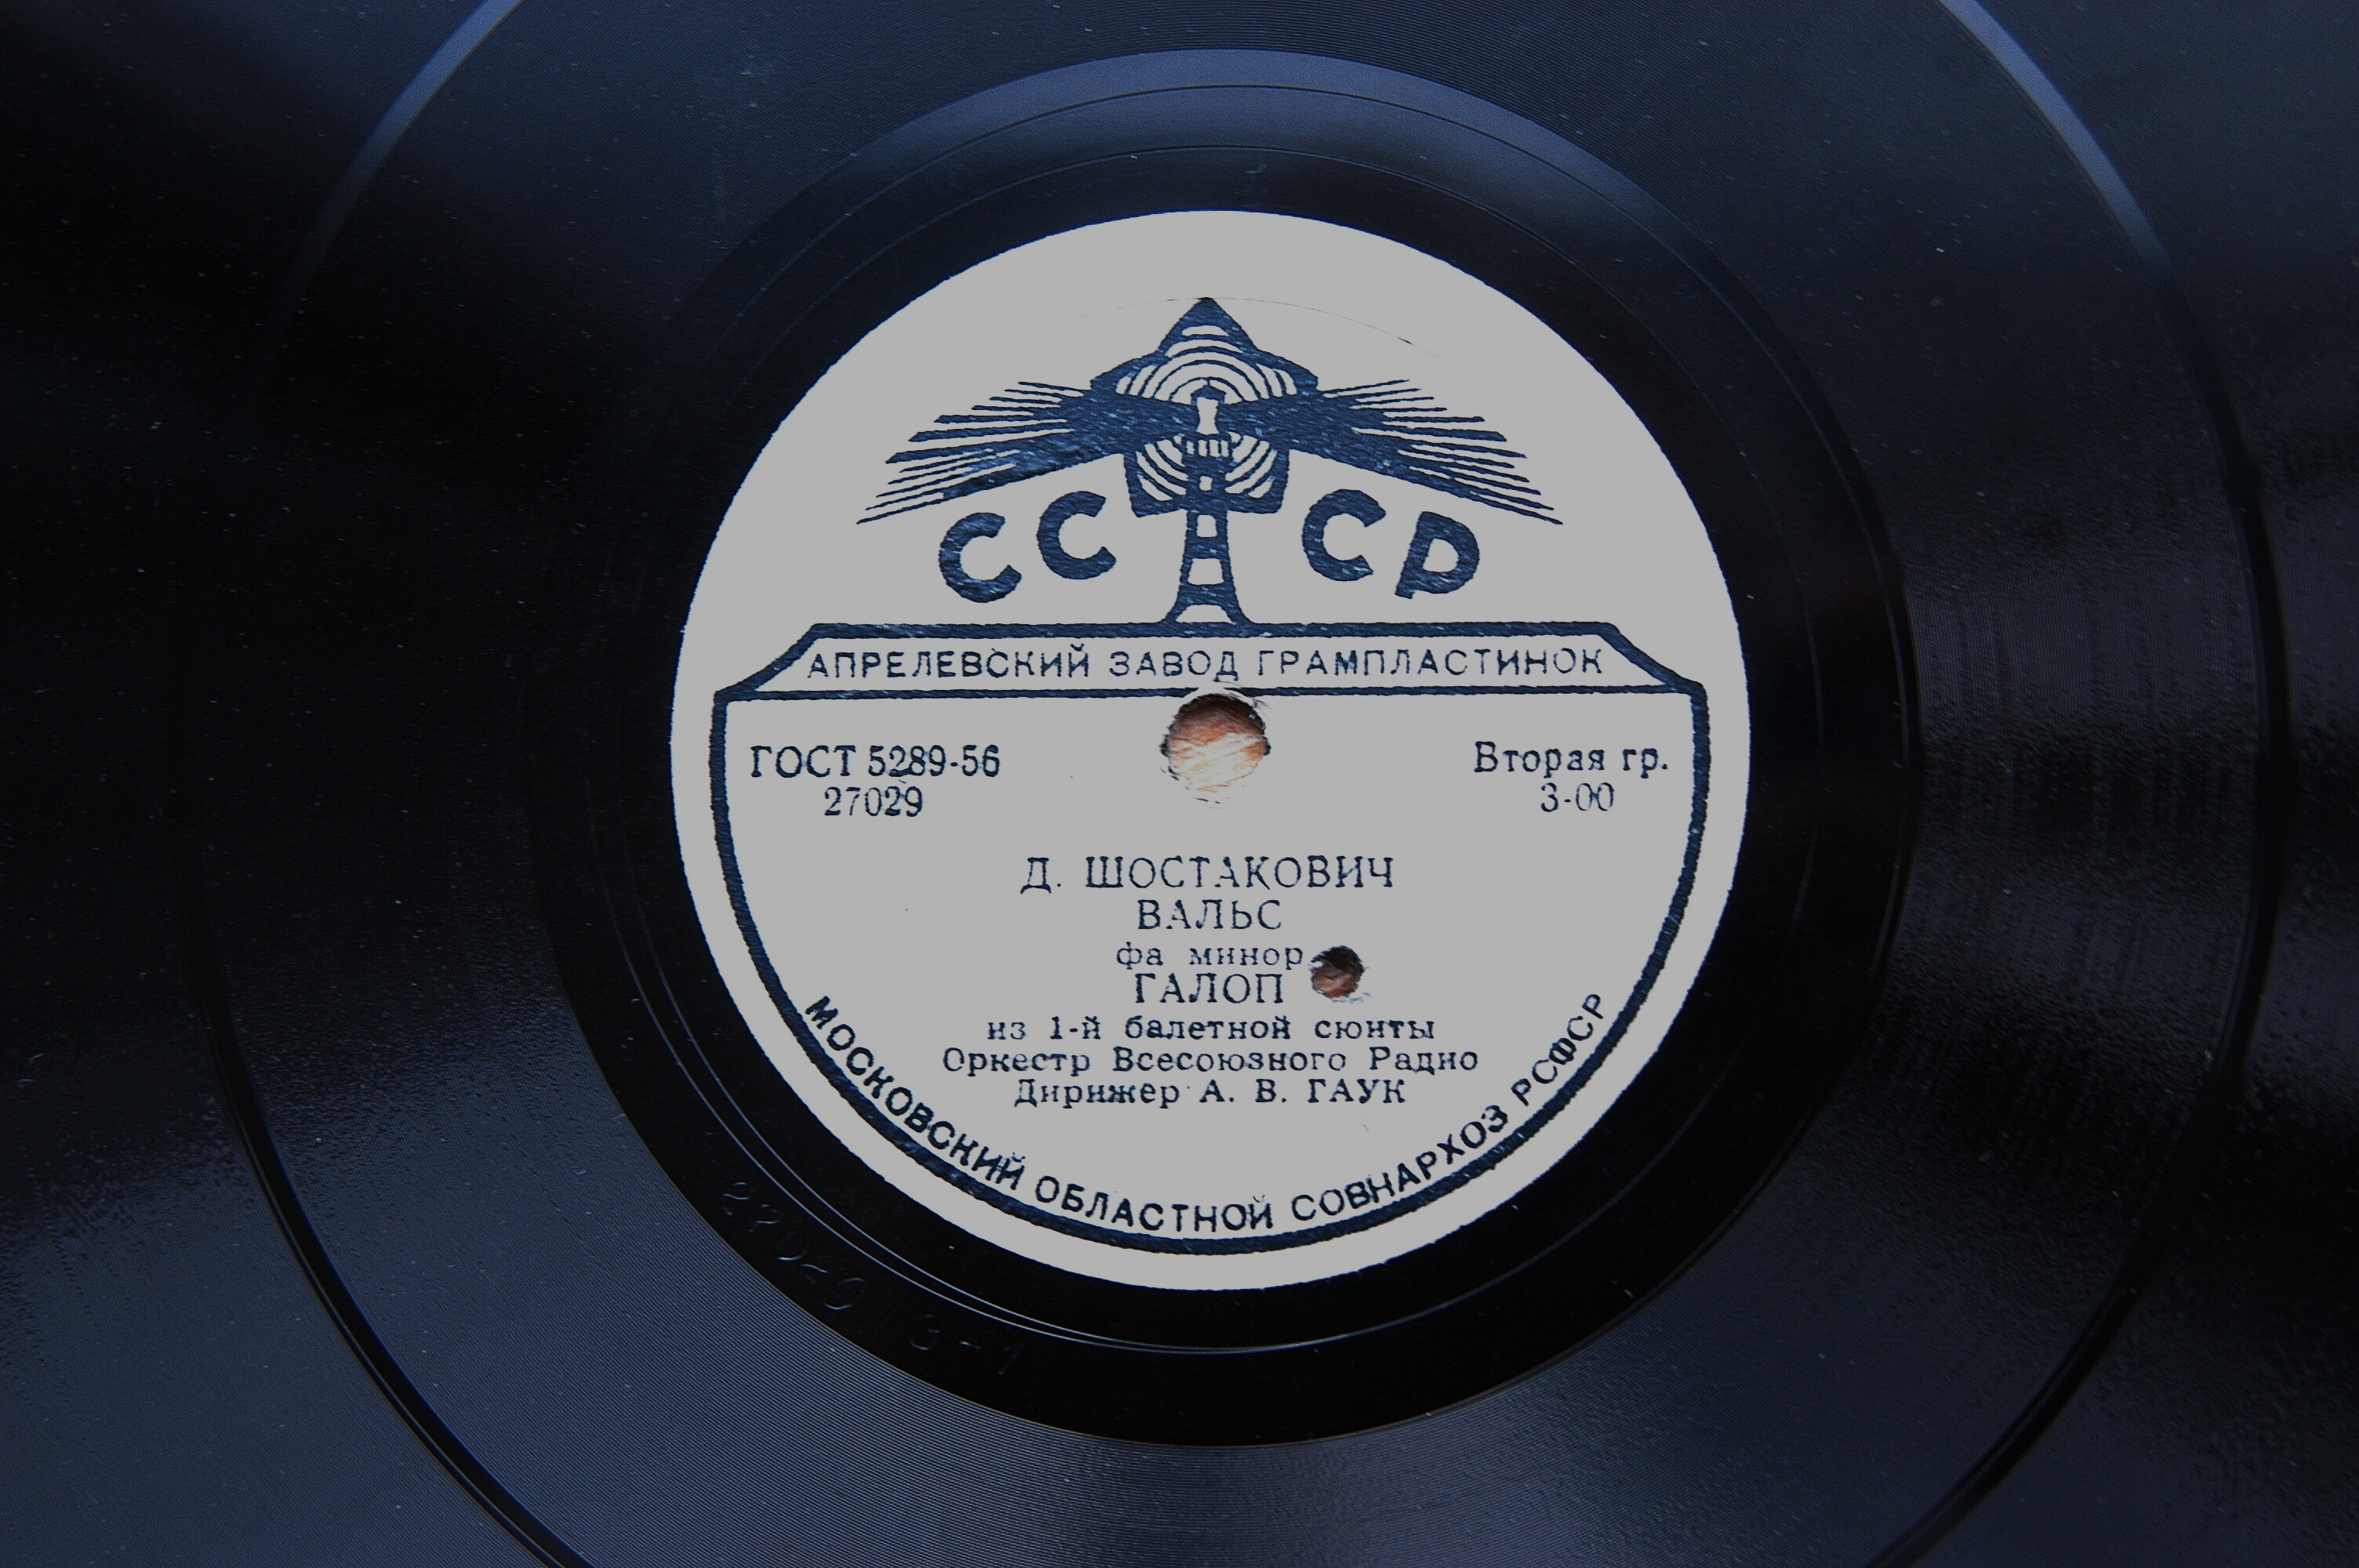 СССР
АПРЕЛЕВСКИЙ ЗАВОД ГРАМПЛАСТИНОК
ГОСТ 5289-56
27029
Вторая гр.
3-00
Д. ШОСТАКОВИЧ
ВАЛЬС
фа минор
ГАЛОП
из 1-й балетной сюиты
Оркестр Всесоюзного Радио
Дирижер А. В. ГАУК
МОСКОВСКИЙ ОБЛАСТНОЙ СОВНАРХОЗ РСФСР